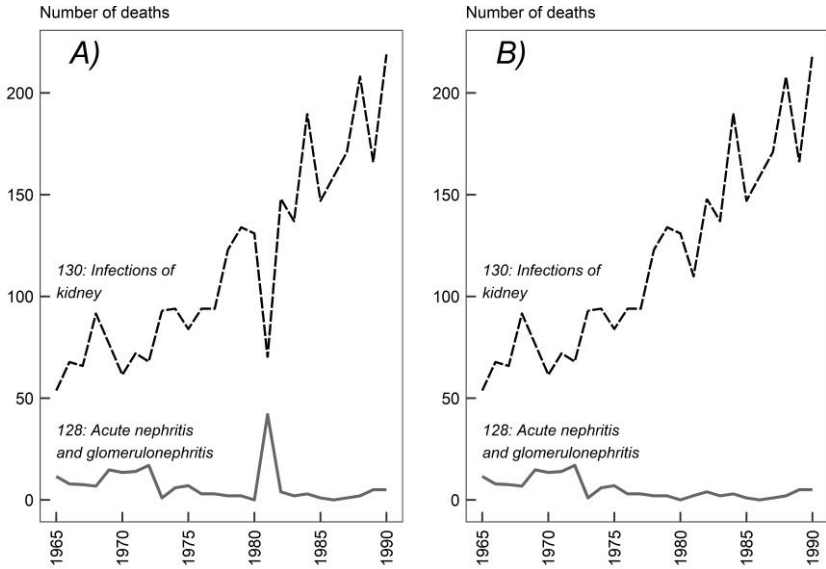 Number of deaths
A)
200
150
130: Infections of
kidney
100
50
128: Acute nephritis
and glomerulonephritis
0
1965
1970
1975
1980
1985
1990
Number of deaths
B)
200
150
130: Infections of
kidney
100
50
128: Acute nephritis
and glomerulonephritis
0
1965
1970
1975
1980
1985
1990